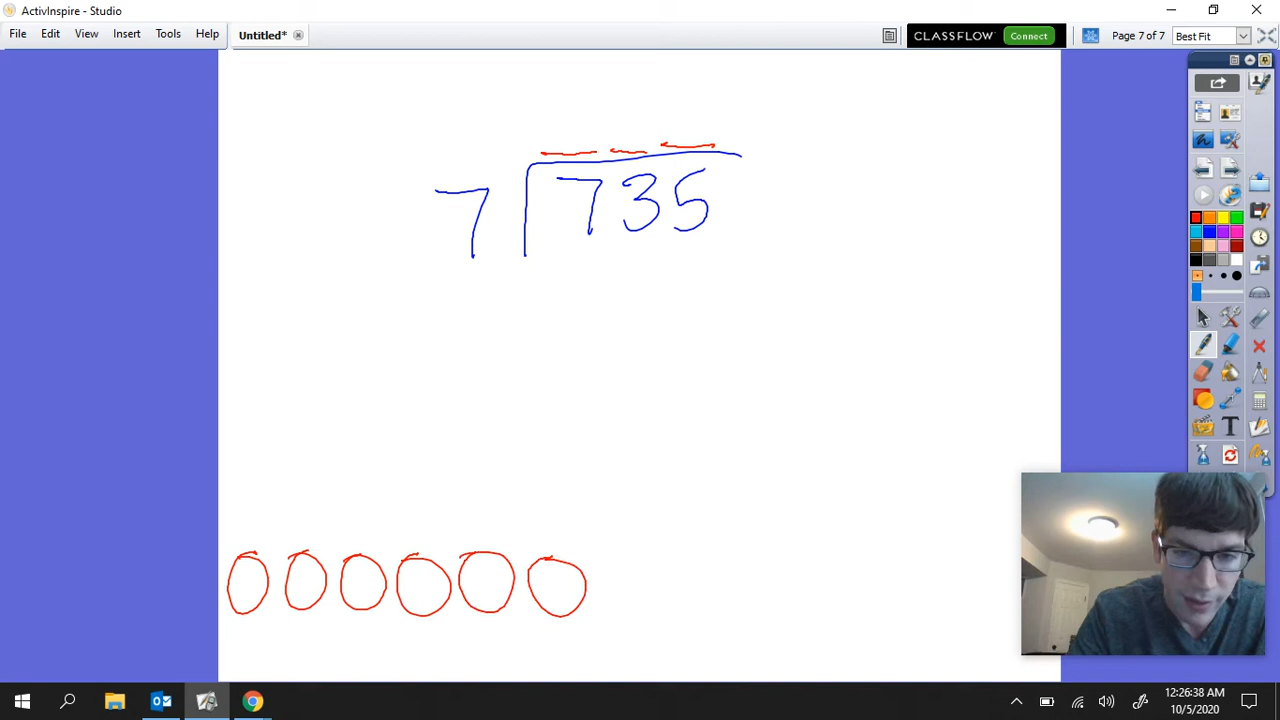 ActivInspire - Studio
File Edit View Insert Tools Help Untitled* CLASSFLOW Connect Page 7 of 7 Best Fit
7 735
T
12:26:38 AM
10/5/2020